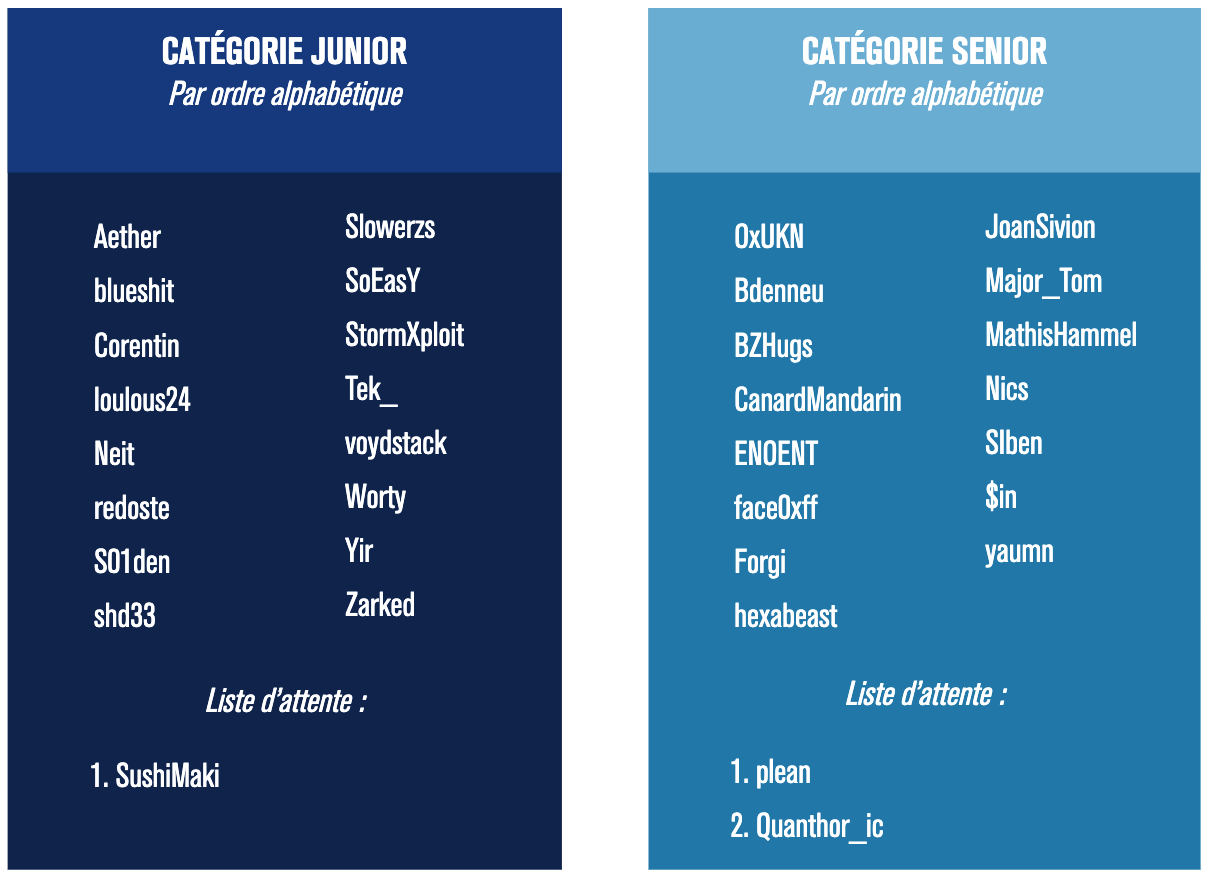 CATÉGORIE JUNIOR
Par ordre alphabétique
Aether
blueshit
Corentin
loulous24
Neit
redoste
S01den
shd33
Slowerzs
SoEasY
StormXploit
Tek_
voydstack
Worty
Yir
Zarked
Liste d’attente :
1. SushiMaki
CATÉGORIE SENIOR
Par ordre alphabétique
0xUKN
Bdenneu
BZHugs
CanardMandarin
ENOENT
face0xff
Forgi
hexabeast
JoanSivion
Major_Tom
MathisHammel
Nics
SIben
$in
yaumn
Liste d’attente :
1. plean
2. Quanthor_ic